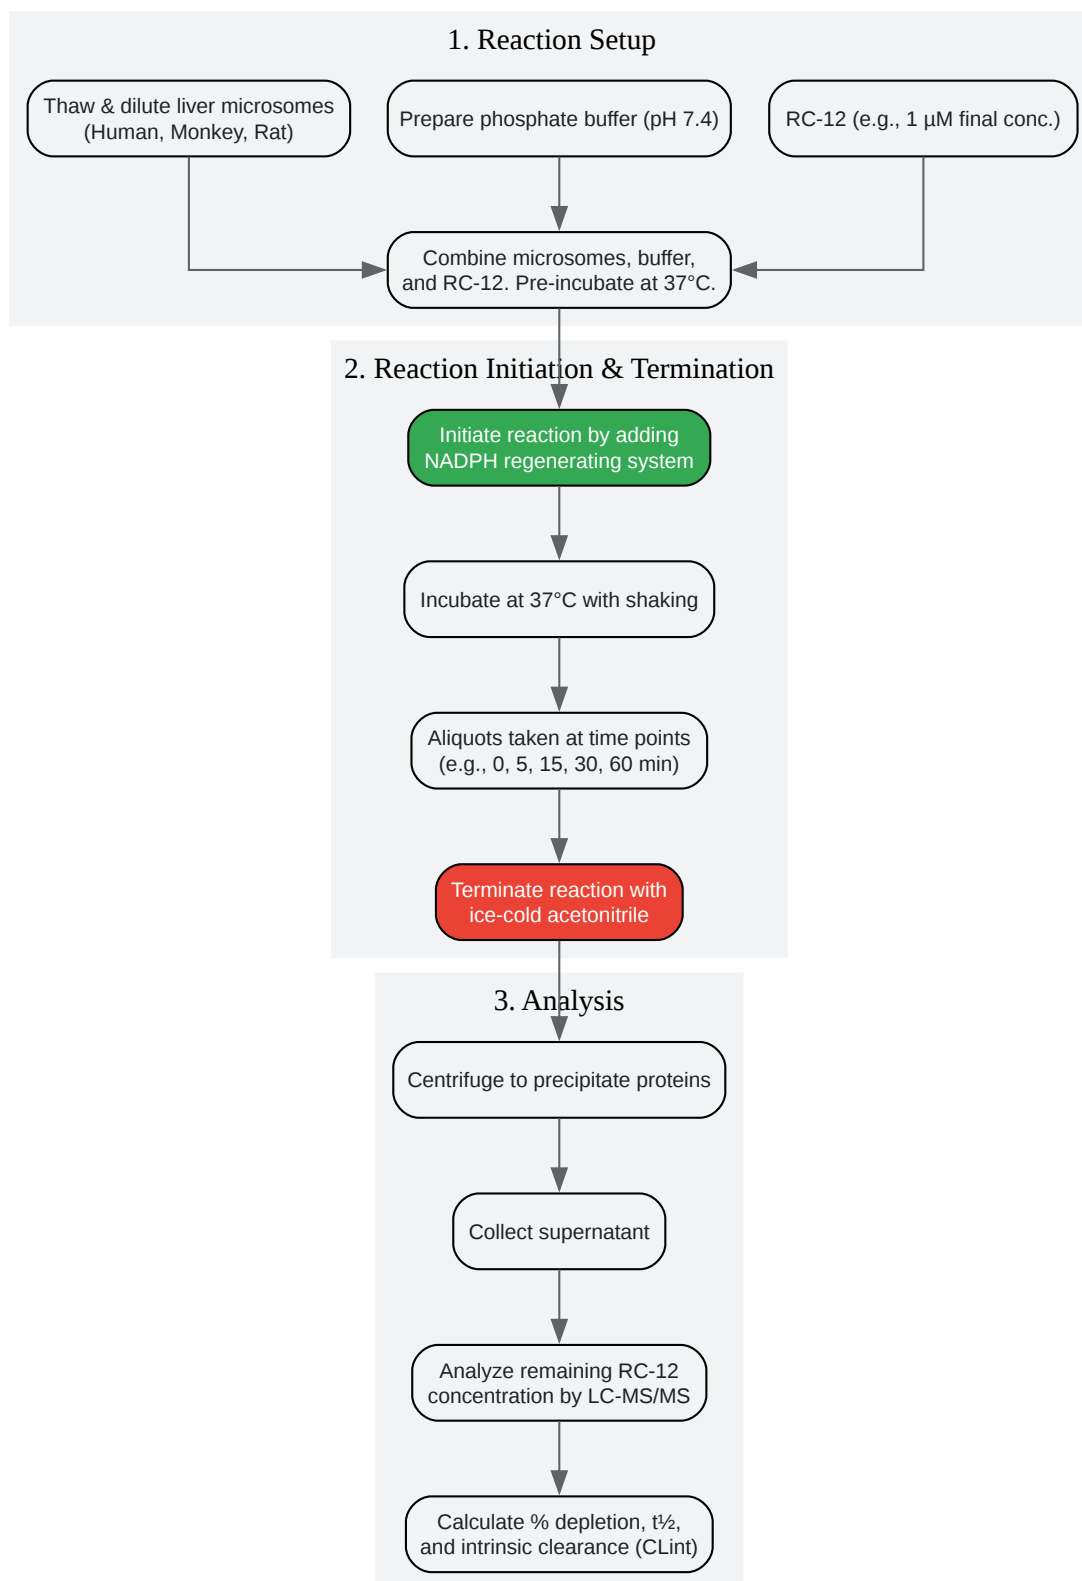 1. Reaction Setup
Thaw & dilute liver microsomes
(Human, Monkey, Rat)
Prepare phosphate buffer (pH 7.4)
RC-12 (e.g., 1 µM final conc.)
Combine microsomes, buffer,
and RC-12. Pre-incubate at 37°C.
2. Reaction Initiation & Termination
Initiate reaction by adding
NADPH regenerating system
Incubate at 37°C with shaking
Aliquots taken at time points
(e.g., 0, 5, 15, 30, 60 min)
Terminate reaction with
ice-cold acetonitrile
3. Analysis
Centrifuge to precipitate proteins
Collect supernatant
Analyze remaining RC-12
concentration by LC-MS/MS
Calculate % depletion, t½,
and intrinsic clearance (CLint)